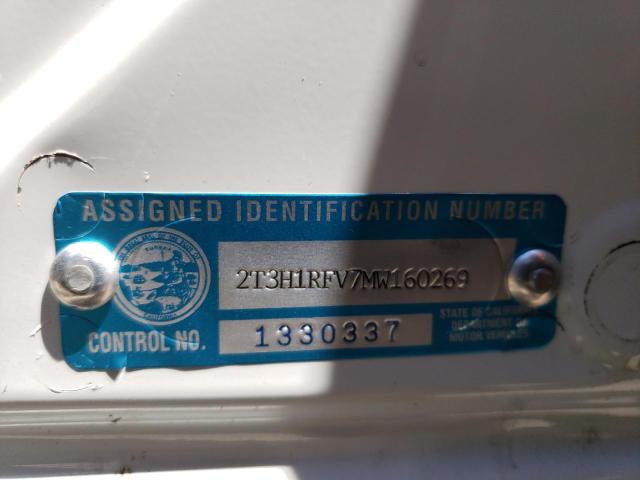 ASSIGNED IDENTIFICATION NUMBER
2T3H1RFV7MW160269
CONTROL NO. 1330337
STATE OF CALIFORNIA
DEPARTMENT OF
MOTOR VEHICLES